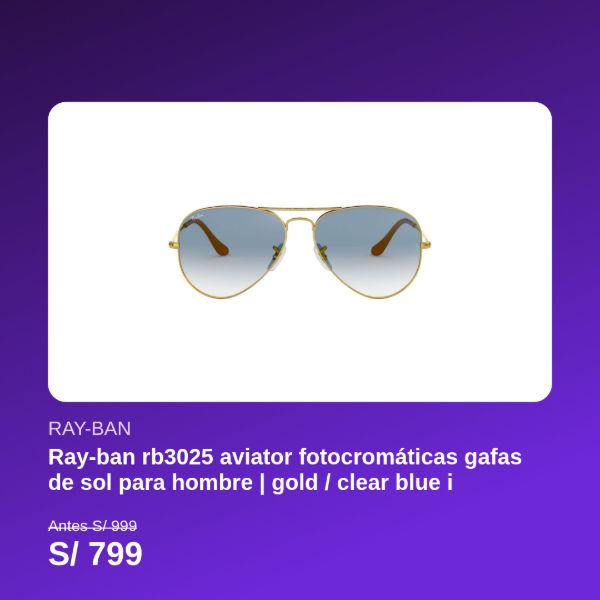 RAY-BAN
Ray-ban rb3025 aviator fotocromáticas gafas
de sol para hombre | gold / clear blue i
Antes S/ 999
S/ 799